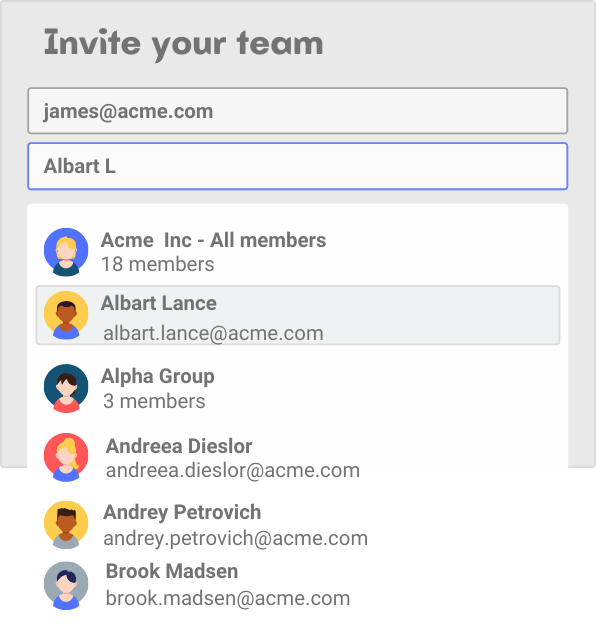 Invite your team
james@acme.com
Albart L
Acme Inc - All members
18 members
Albart Lance
albart.lance@acme.com
Alpha Group
3 members
Andreea Dieslor
andreea.dieslor@acme.com
Andrey Petrovich
andrey.petrovich@acme.com
Brook Madsen
brook.madsen@acme.com